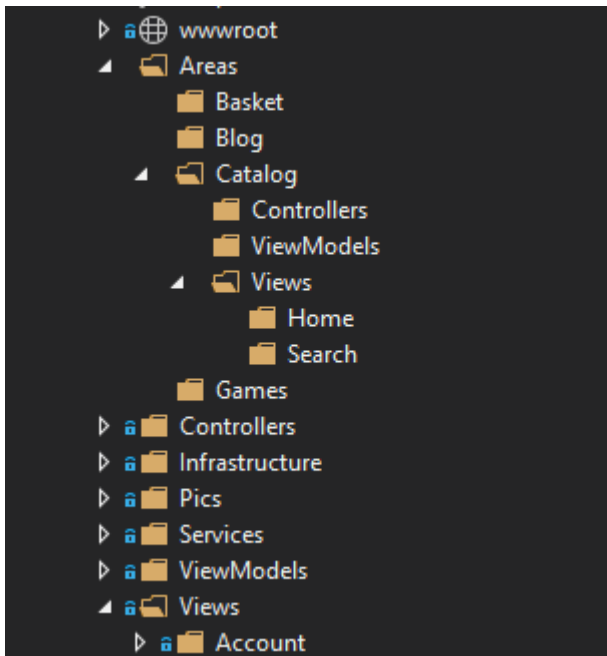 wwwroot
Areas
Basket
Blog
Catalog
Controllers
ViewModels
Views
Home
Search
Games
Controllers
Infrastructure
Pics
Services
ViewModels
Views
Account